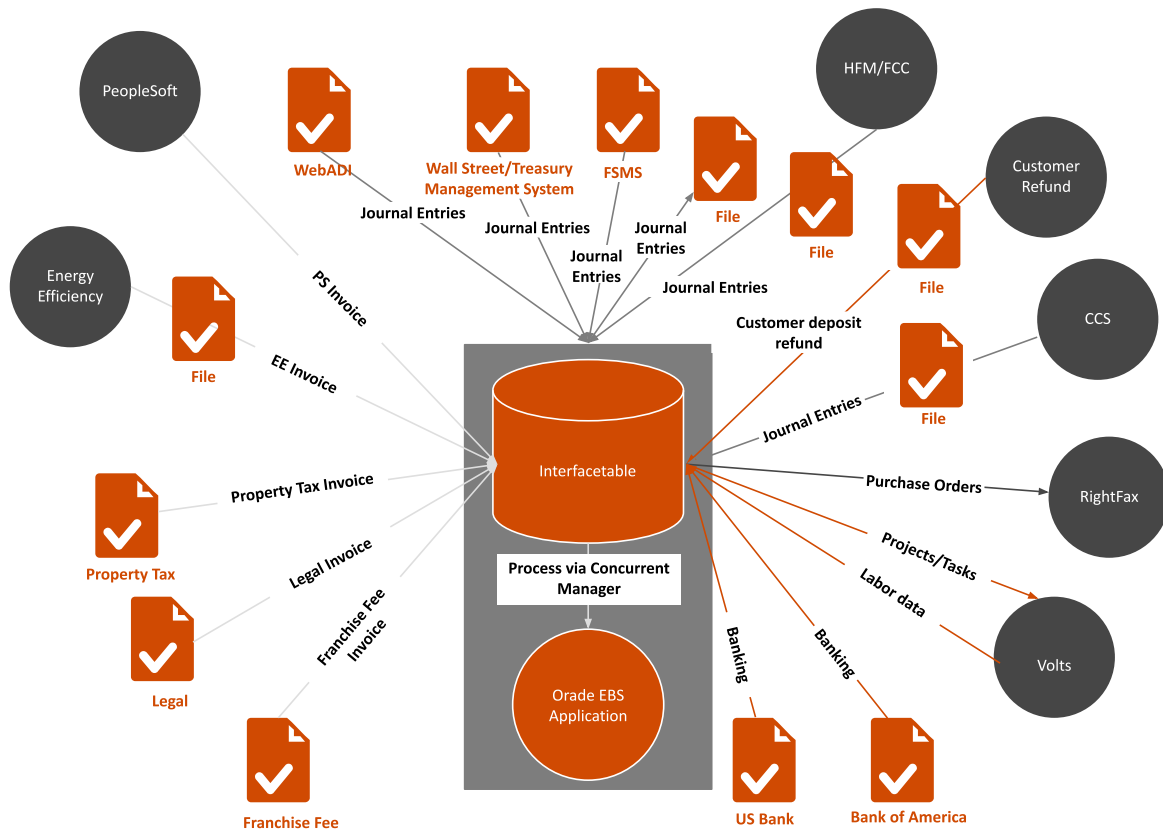 PeopleSoft
HFM/FCC
WebADI
Wall Street/Treasury
Management System
FSMS
File
File
Customer
Refund
File
Journal Entries
Journal Entries
Journal
Entries
Journal
Entries
Journal Entries
Energy
Efficiency
File
PS Invoice
EE Invoice
Customer deposit
refund
CCS
File
Journal Entries
Interfacetable
Property Tax Invoice
Property Tax
Legal Invoice
Legal
Franchise Fee
Invoice
Franchise Fee
Purchase Orders
RightFax
Projects/Tasks
Labor data
Volts
Process via Concurrent
Manager
Orade EBS
Application
Banking
Banking
US Bank
Bank of America